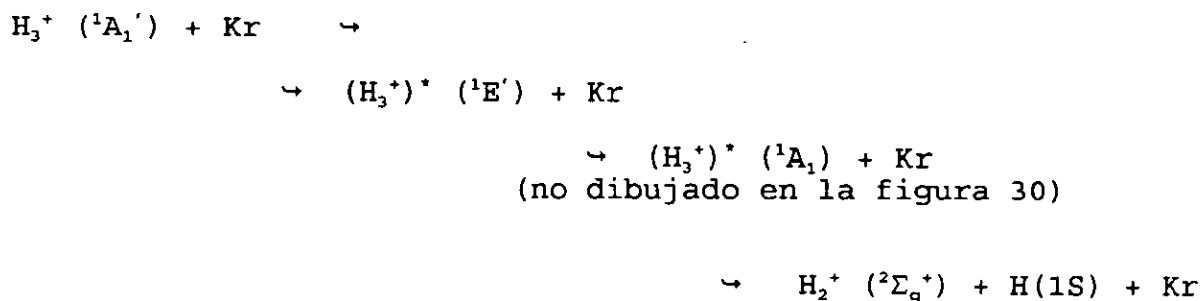 H₃⁺ (¹A₁′) + Kr ↪
↪ (H₃⁺)* (¹E′) + Kr
↪ (H₃⁺)* (¹A₁) + Kr
(no dibujado en la figura 30)
↪ H₂⁺ (²Σg⁺) + H(1S) + Kr